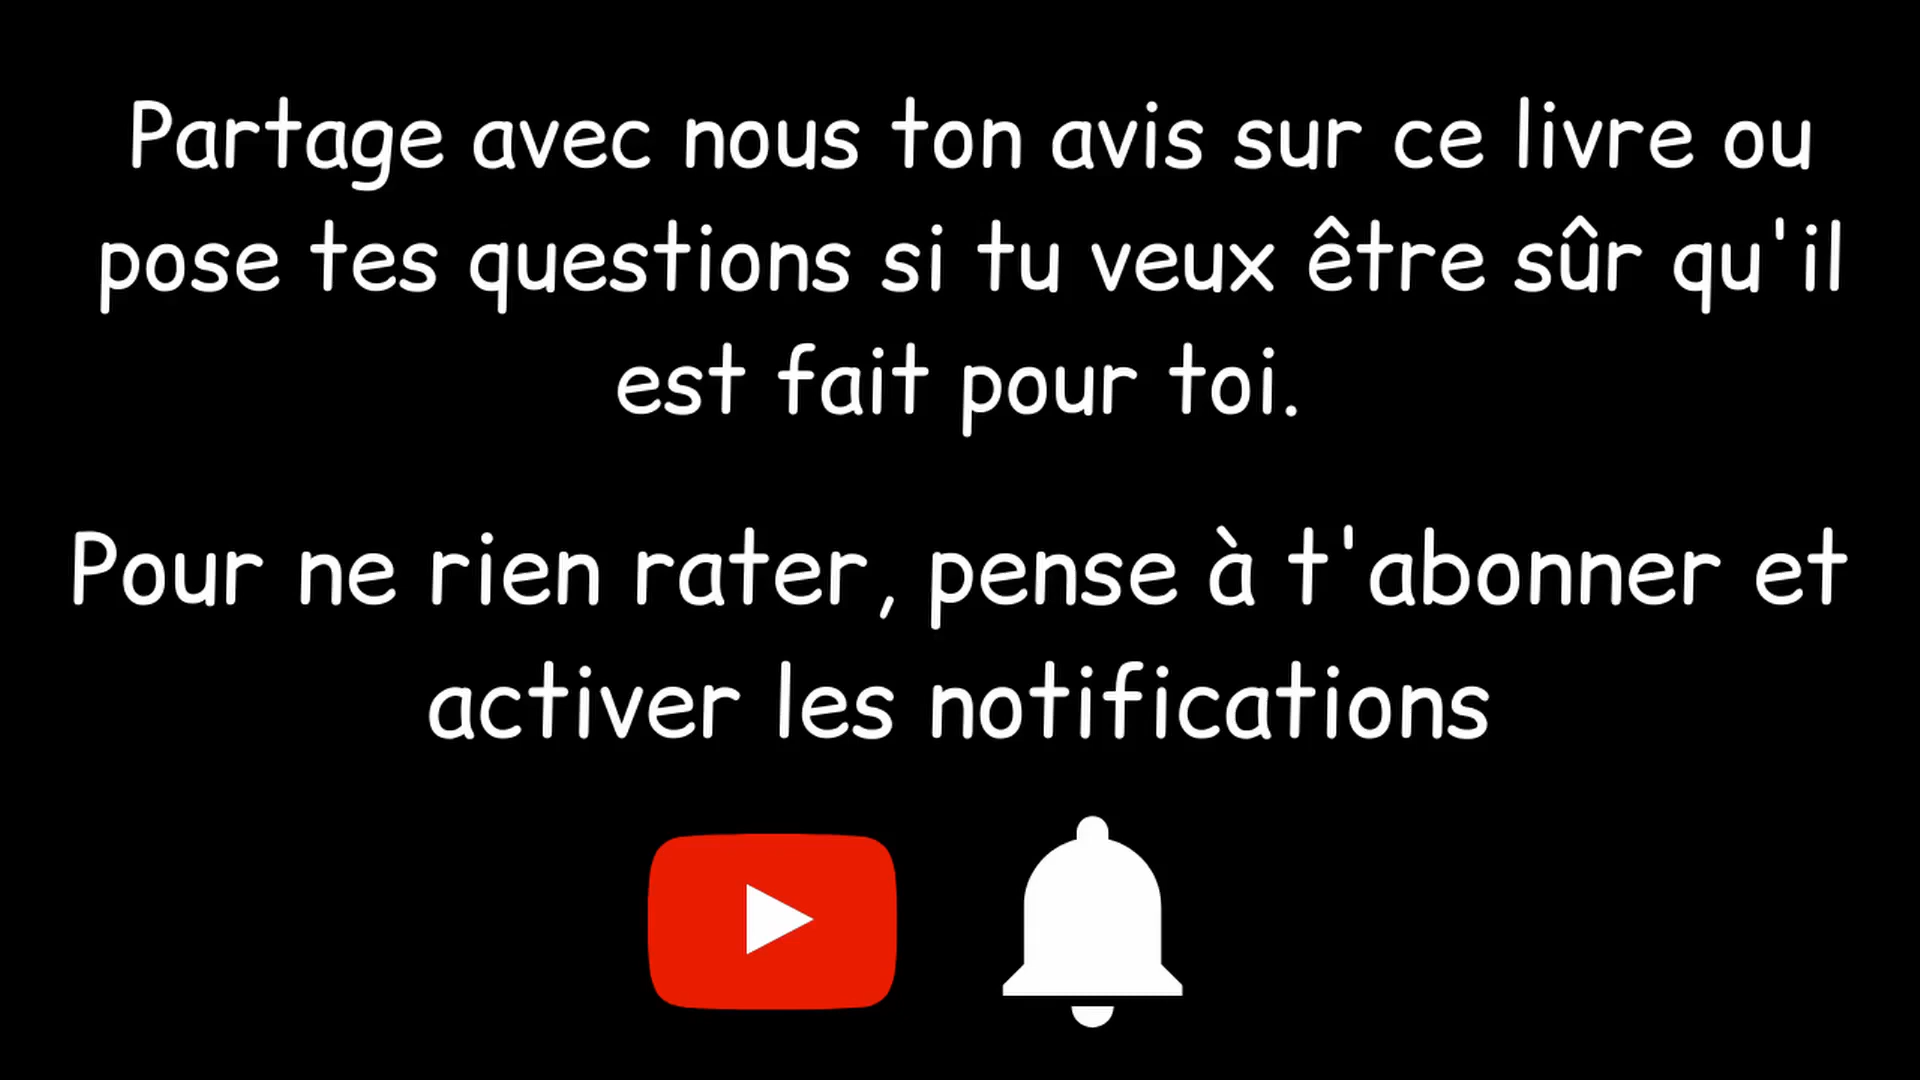 Partage avec nous ton avis sur ce livre ou
pose tes questions si tu veux être sûr qu'il
est fait pour toi.
Pour ne rien rater, pense à t'abonner et
activer les notifications